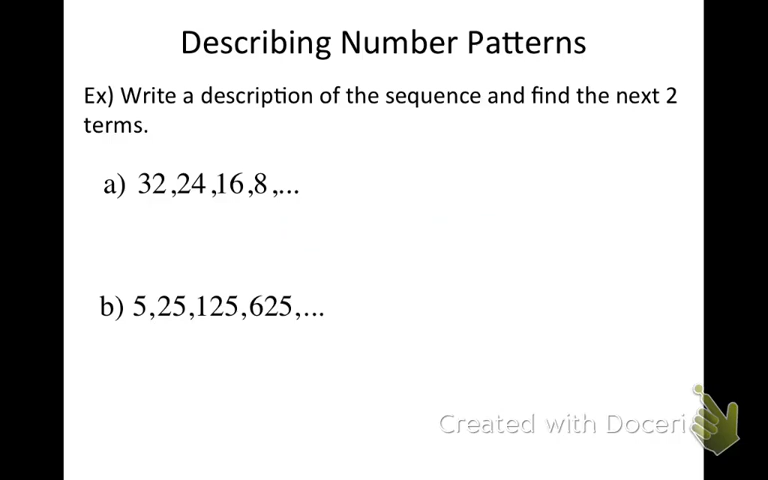 Describing Number Patterns
Ex) Write a description of the sequence and find the next 2
terms.
a) 32,24,16,8,...
b) 5,25,125,625,...
Created with Doceri